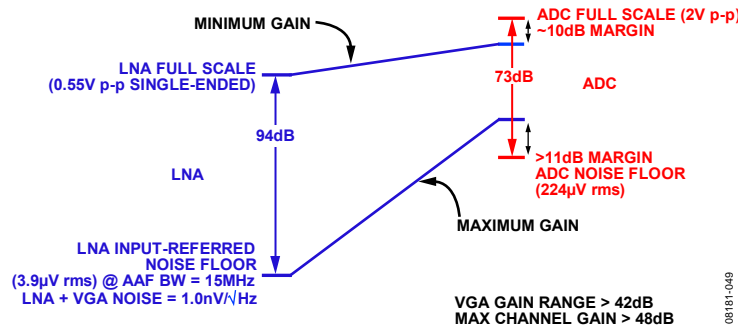 MINIMUM GAIN
ADC FULL SCALE (2V p-p)
~10dB MARGIN
LNA FULL SCALE
(0.55V p-p SINGLE-ENDED)
73dB
ADC
94dB
LNA
>11dB MARGIN
ADC NOISE FLOOR
(224µV rms)
MAXIMUM GAIN
LNA INPUT-REFERRED
NOISE FLOOR
(3.9µV rms) @ AAF BW = 15MHz
LNA + VGA NOISE = 1.0nV/√Hz
VGA GAIN RANGE > 42dB
MAX CHANNEL GAIN > 48dB
08181-049